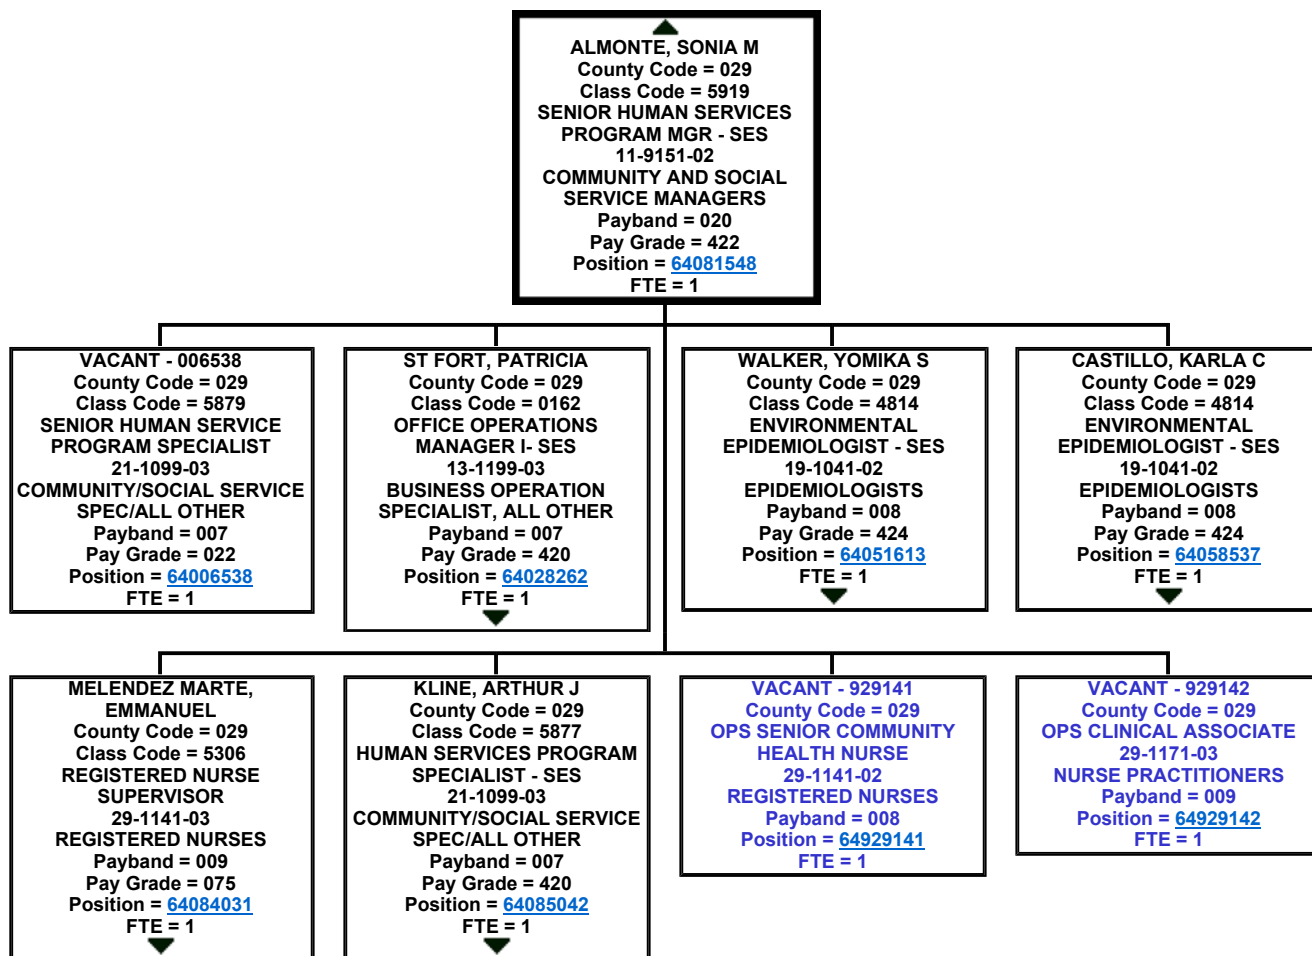 ALMONTE, SONIA M
County Code = 029
Class Code = 5919
SENIOR HUMAN SERVICES
PROGRAM MGR - SES
11-9151-02
COMMUNITY AND SOCIAL
SERVICE MANAGERS
Payband = 020
Pay Grade = 422
Position = 64081548
FTE = 1
VACANT - 006538
County Code = 029
Class Code = 5879
SENIOR HUMAN SERVICE
PROGRAM SPECIALIST
21-1099-03
COMMUNITY/SOCIAL SERVICE
SPEC/ALL OTHER
Payband = 007
Pay Grade = 022
Position = 64006538
FTE = 1
ST FORT, PATRICIA
County Code = 029
Class Code = 0162
OFFICE OPERATIONS
MANAGER I- SES
13-1199-03
BUSINESS OPERATION
SPECIALIST, ALL OTHER
Payband = 007
Pay Grade = 420
Position = 64028262
FTE = 1
WALKER, YOMIKA S
County Code = 029
Class Code = 4814
ENVIRONMENTAL
EPIDEMIOLOGIST - SES
19-1041-02
EPIDEMIOLOGISTS
Payband = 008
Pay Grade = 424
Position = 64051613
FTE = 1
CASTILLO, KARLA C
County Code = 029
Class Code = 4814
ENVIRONMENTAL
EPIDEMIOLOGIST - SES
19-1041-02
EPIDEMIOLOGISTS
Payband = 008
Pay Grade = 424
Position = 64058537
FTE = 1
MELENDEZ MARTE,
EMMANUEL
County Code = 029
Class Code = 5306
REGISTERED NURSE
SUPERVISOR
29-1141-03
REGISTERED NURSES
Payband = 009
Pay Grade = 075
Position = 64084031
FTE = 1
KLINE, ARTHUR J
County Code = 029
Class Code = 5877
HUMAN SERVICES PROGRAM
SPECIALIST - SES
21-1099-03
COMMUNITY/SOCIAL SERVICE
SPEC/ALL OTHER
Payband = 007
Pay Grade = 420
Position = 64085042
FTE = 1
VACANT - 929141
County Code = 029
OPS SENIOR COMMUNITY
HEALTH NURSE
29-1141-02
REGISTERED NURSES
Payband = 008
Position = 64929141
FTE = 1
VACANT - 929142
County Code = 029
OPS CLINICAL ASSOCIATE
29-1171-03
NURSE PRACTITIONERS
Payband = 009
Position = 64929142
FTE = 1